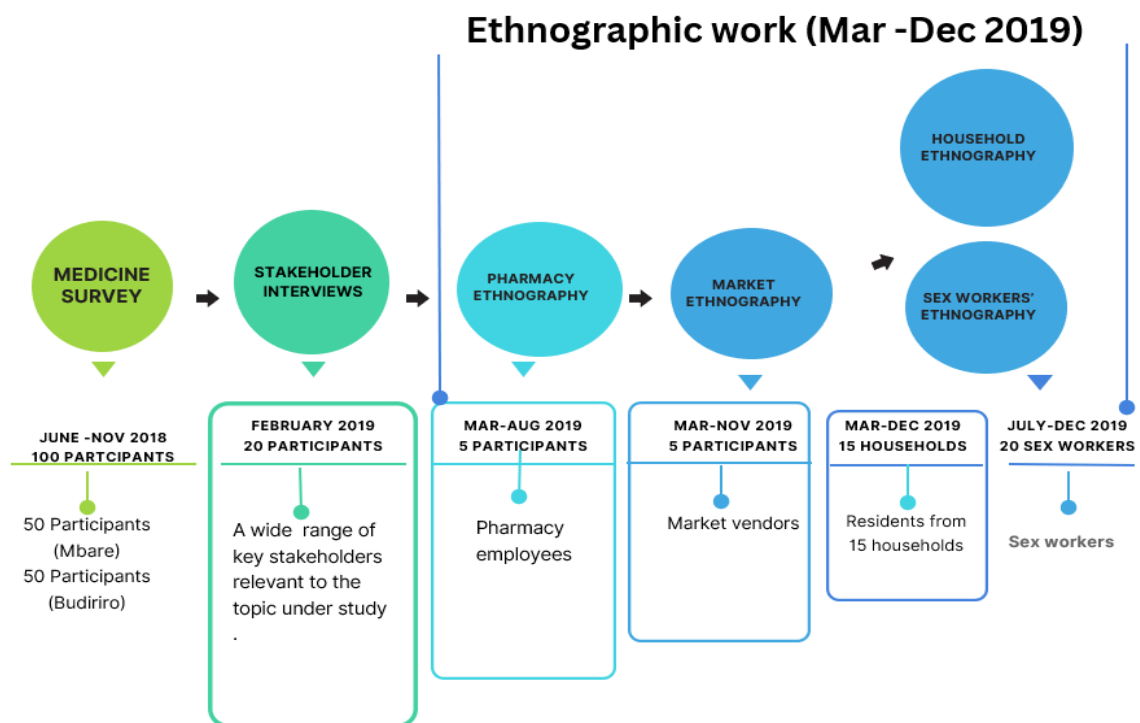 Ethnographic work (Mar -Dec 2019)
MEDICINE
SURVEY
STAKEHOLDER
INTERVIEWS
PHARMACY
ETHNOGRAPHY
MARKET
ETHNOGRAPHY
HOUSEHOLD
ETHNOGRAPHY
SEX WORKERS'
ETHNOGRAPHY
JUNE -NOV 2018
100 PARTCIPANTS
50 Participants
(Mbare)
50 Participants
(Budiriro)
FEBRUARY 2019
20 PARTICIPANTS
A wide range of
key stakeholders
relevant to the
topic under study
.
MAR-AUG 2019
5 PARTICIPANTS
Pharmacy
employees
MAR-NOV 2019
5 PARTICIPANTS
Market vendors
MAR-DEC 2019
15 HOUSEHOLDS
Residents from
15 households
JULY-DEC 2019
20 SEX WORKERS
Sex workers